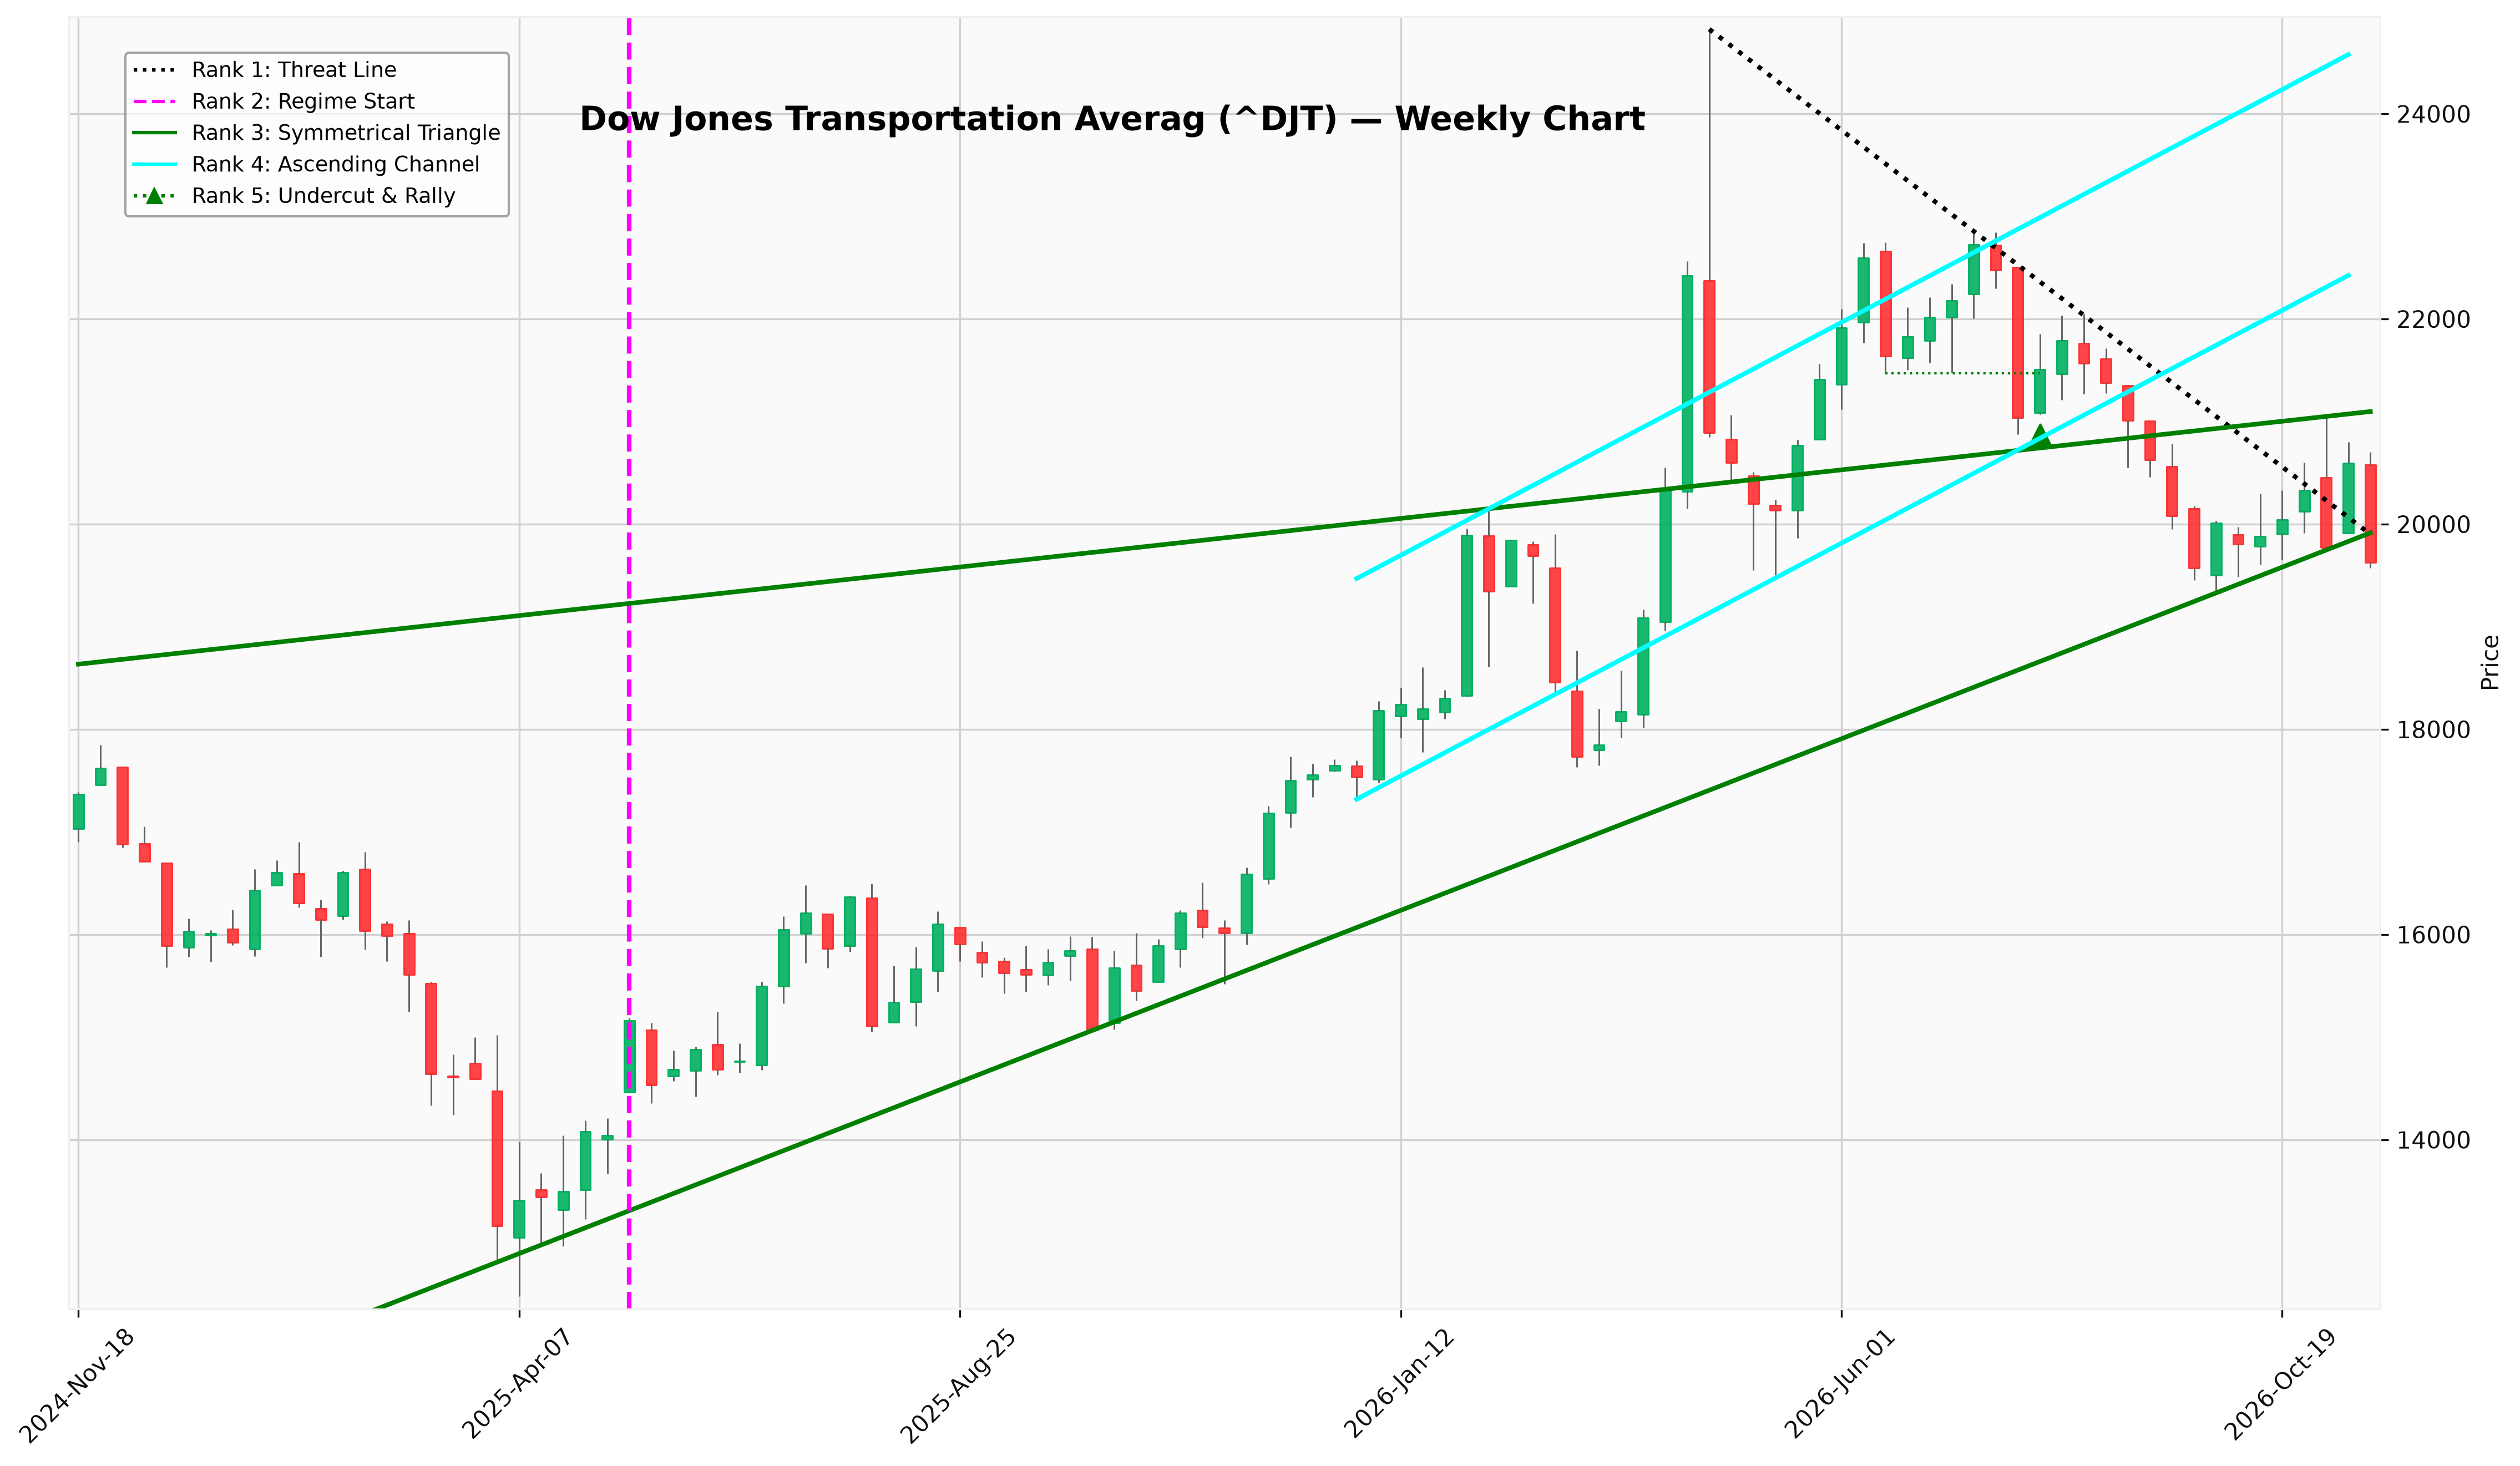 Rank 1: Threat Line
Rank 2: Regime Start
Rank 3: Symmetrical Triangle
Rank 4: Ascending Channel
Rank 5: Undercut & Rally
Dow Jones Transportation Averag (^DJT) — Weekly Chart
24000
22000
20000
18000
16000
14000
Price
2024-Nov-18
2025-Apr-07
2025-Aug-25
2026-Jan-12
2026-Jun-01
2026-Oct-19